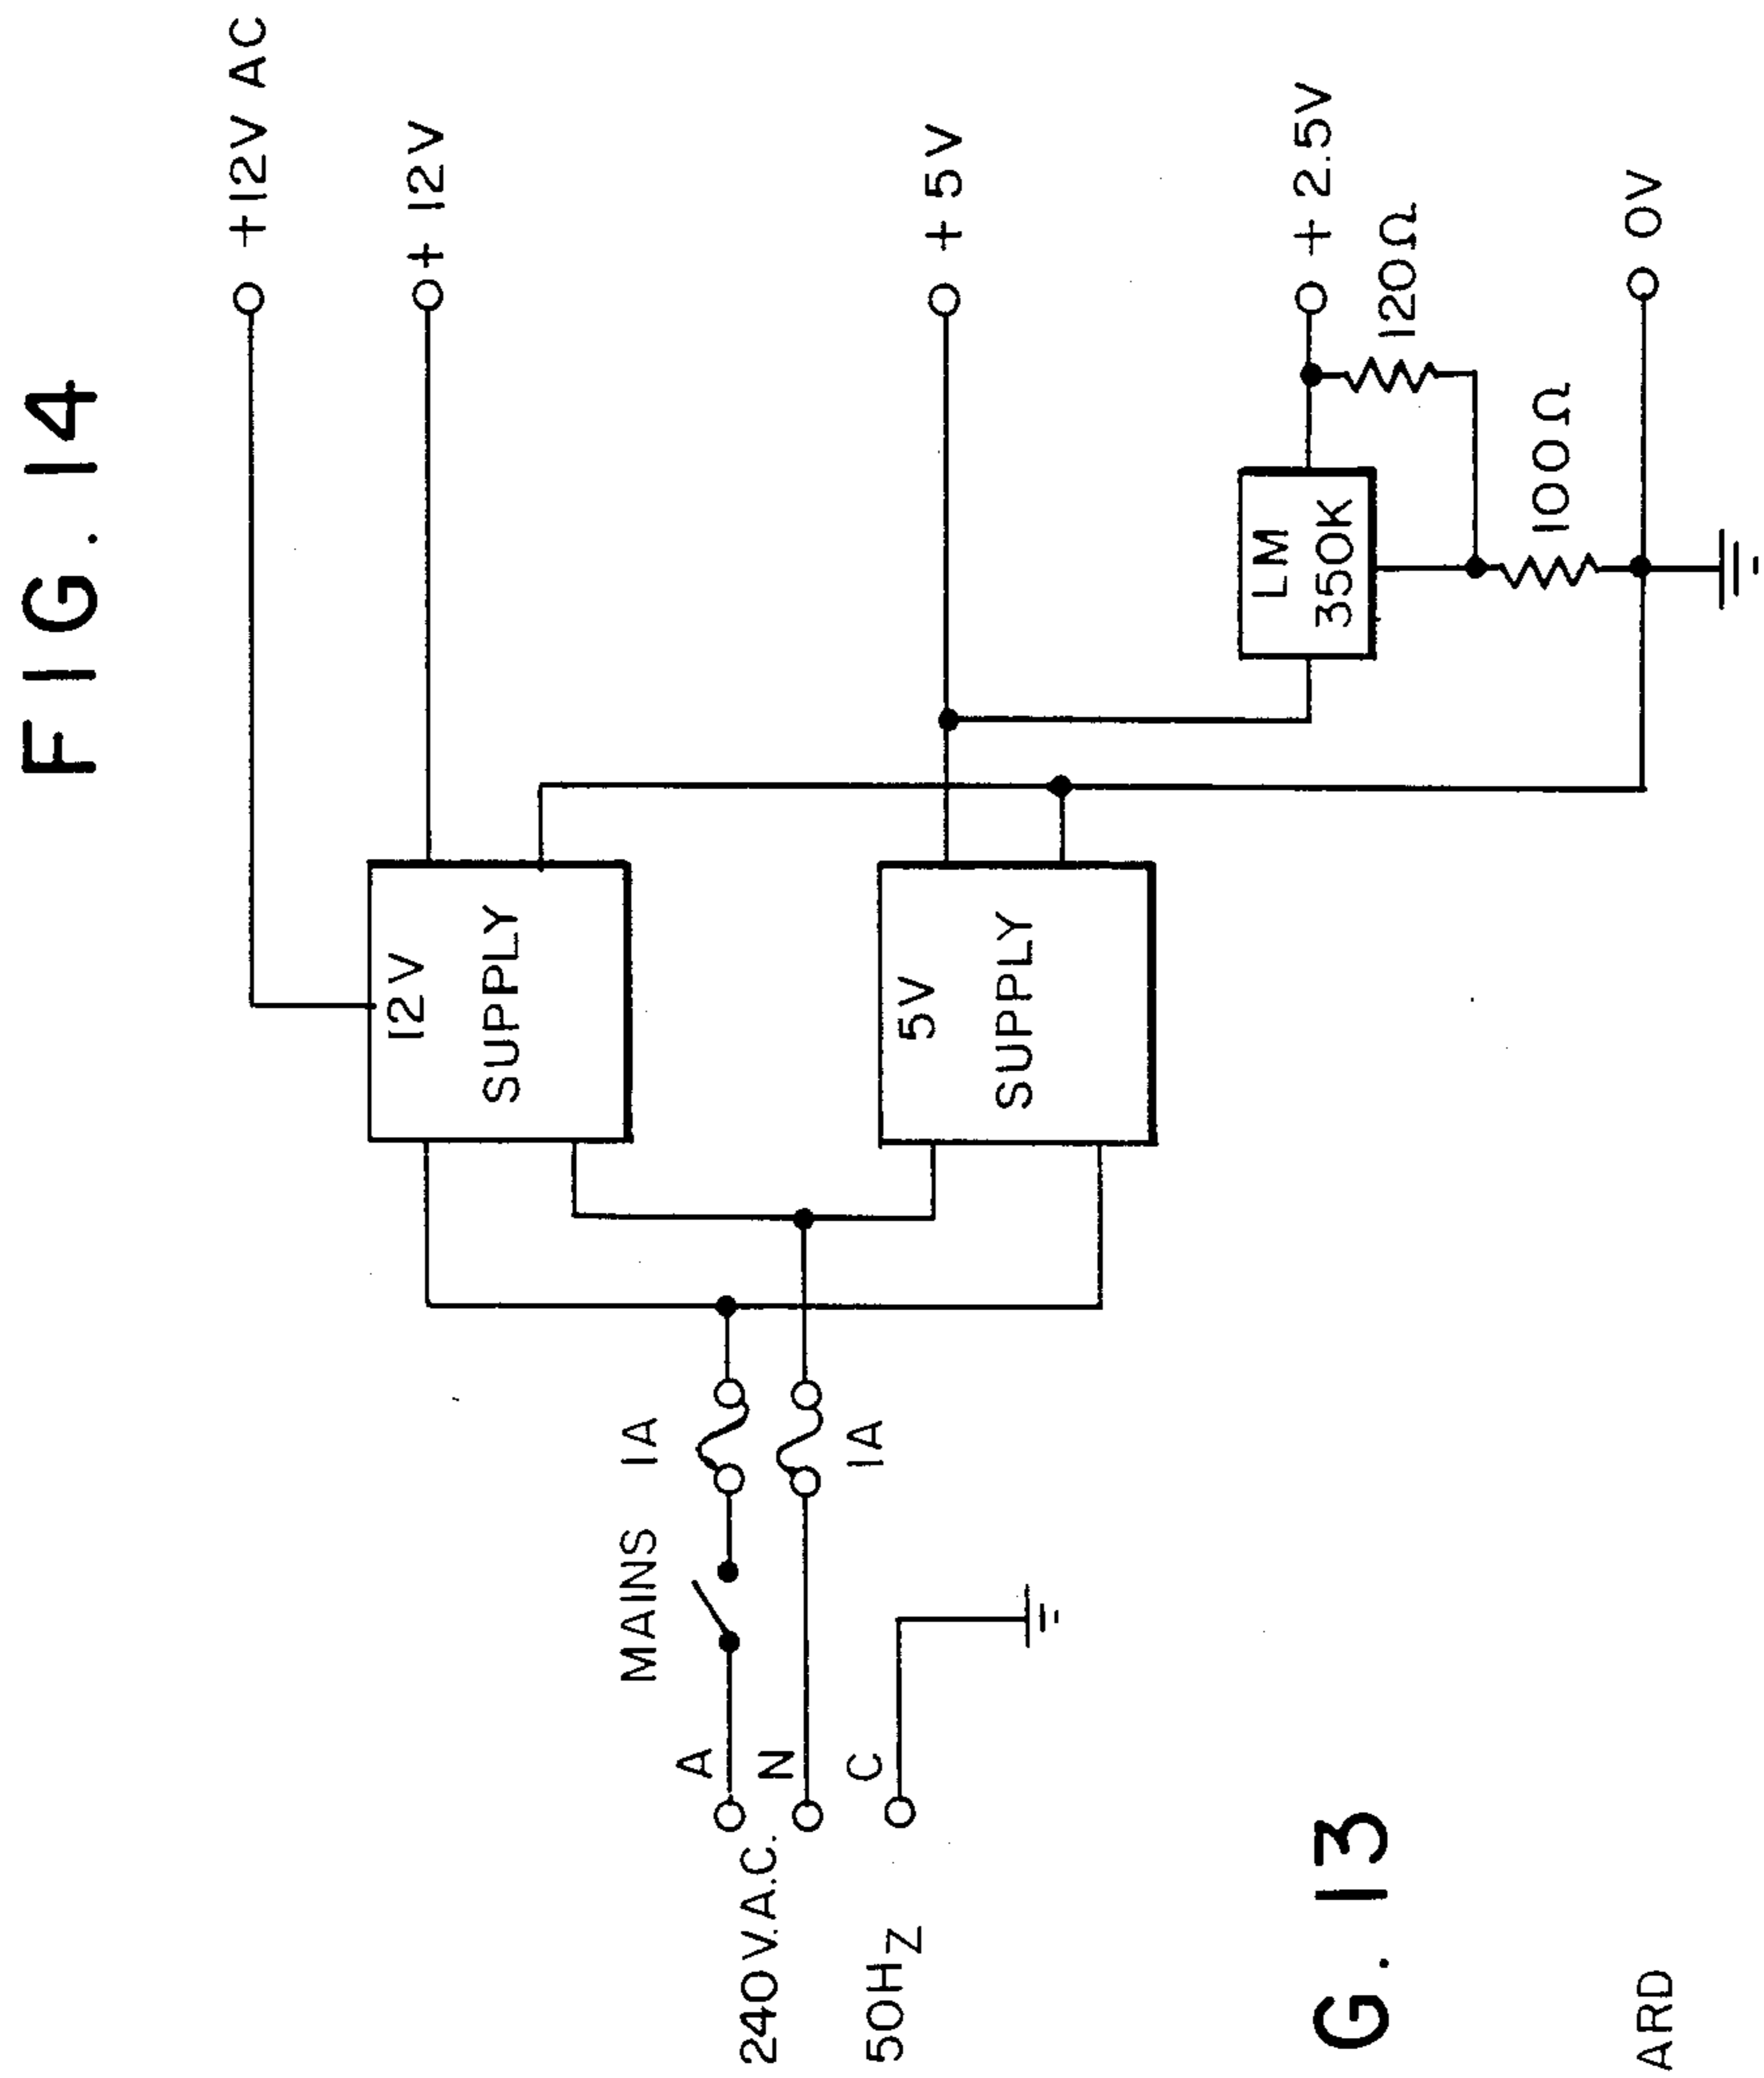 FIG. 14
+12V AC
+ 12V
+ 5V
+ 2.5V
120Ω
100Ω
0V
LM
350K
12V
SUPPLY
5V
SUPPLY
MAINS
1A
1A
A
N
C
240V.A.C.
50HZ
G. 13
ARD